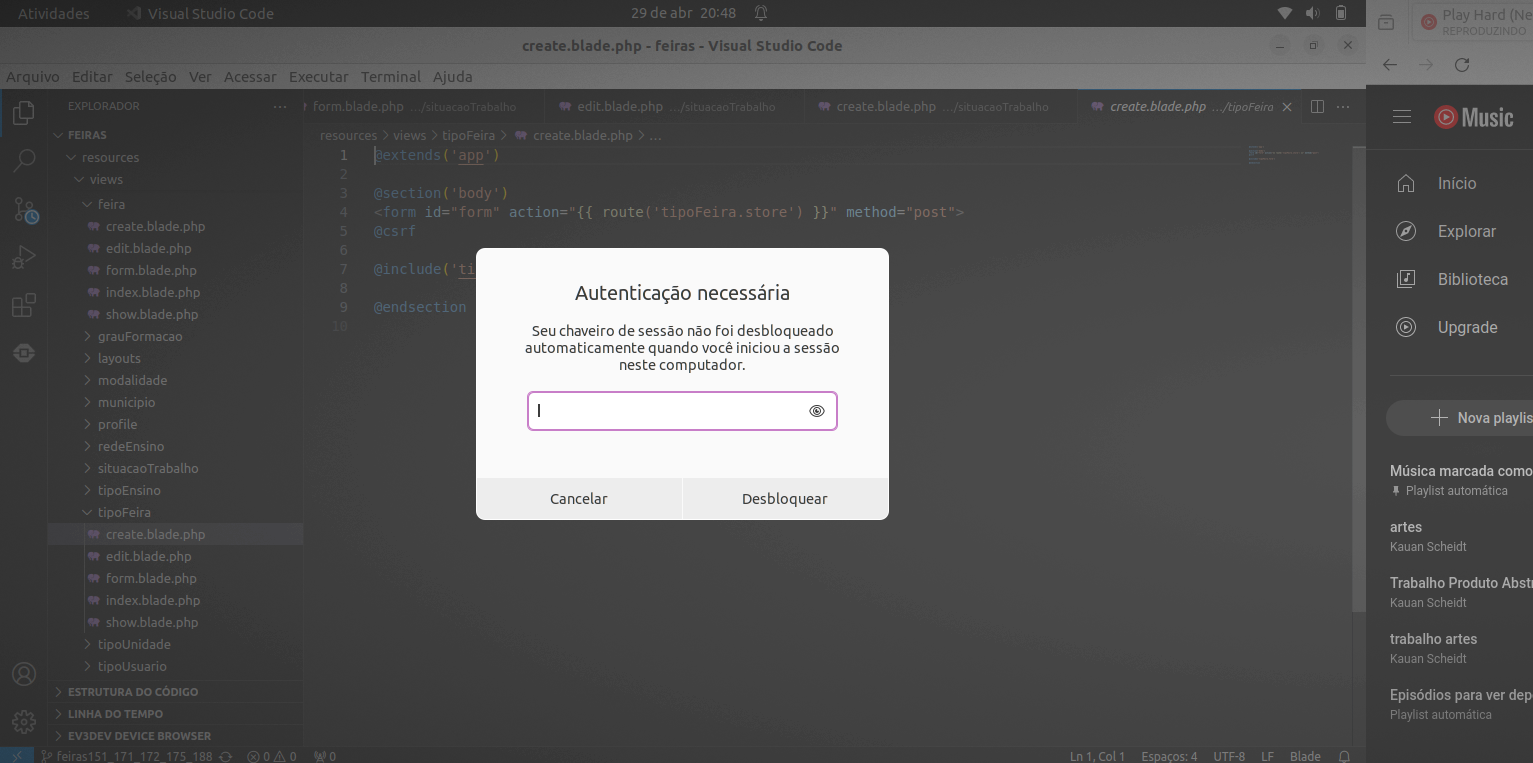 Atividades
Visual Studio Code
29 de abr 20:48
create.blade.php - feiras - Visual Studio Code
Arquivo Editar Seleção Ver Acessar Executar Terminal Ajuda
EXPLORADOR
form.blade.php .../situacaoTrabalho
edit.blade.php .../situacaoTrabalho
create.blade.php .../situacaoTrabalho
create.blade.php .../tipoFeira
resources > views > tipoFeira > create.blade.php > ...
FEIRAS
resources
views
feira
create.blade.php
edit.blade.php
form.blade.php
index.blade.php
show.blade.php
grauFormacao
layouts
modalidade
municipio
profile
redeEnsino
situacaoTrabalho
tipoEnsino
tipoFeira
create.blade.php
edit.blade.php
form.blade.php
index.blade.php
show.blade.php
tipoUnidade
tipoUsuario
ESTRUTURA DO CÓDIGO
LINHA DO TEMPO
EV3DEV DEVICE BROWSER
1 @extends('app')
2
3 @section('body')
4 <form id="form" action="{{ route('tipoFeira.store') }}" method="post">
5 @csrf
6
7 @include('ti
8
9 @endsection
10
Autenticação necessária
Seu chaveiro de sessão não foi desbloqueado
automaticamente quando você iniciou a sessão
neste computador.
Cancelar
Desbloquear
feiras151_171_172_175_188
0 0
0
Ln 1, Col 1
Espaços: 4
UTF-8
LF
Blade
Play Hard (Ne
REPRODUZINDO
Music
Início
Explorar
Biblioteca
Upgrade
Nova playlis
Música marcada como
Playlist automática
artes
Kauan Scheidt
Trabalho Produto Abst
Kauan Scheidt
trabalho artes
Kauan Scheidt
Episódios para ver dep
Playlist automática